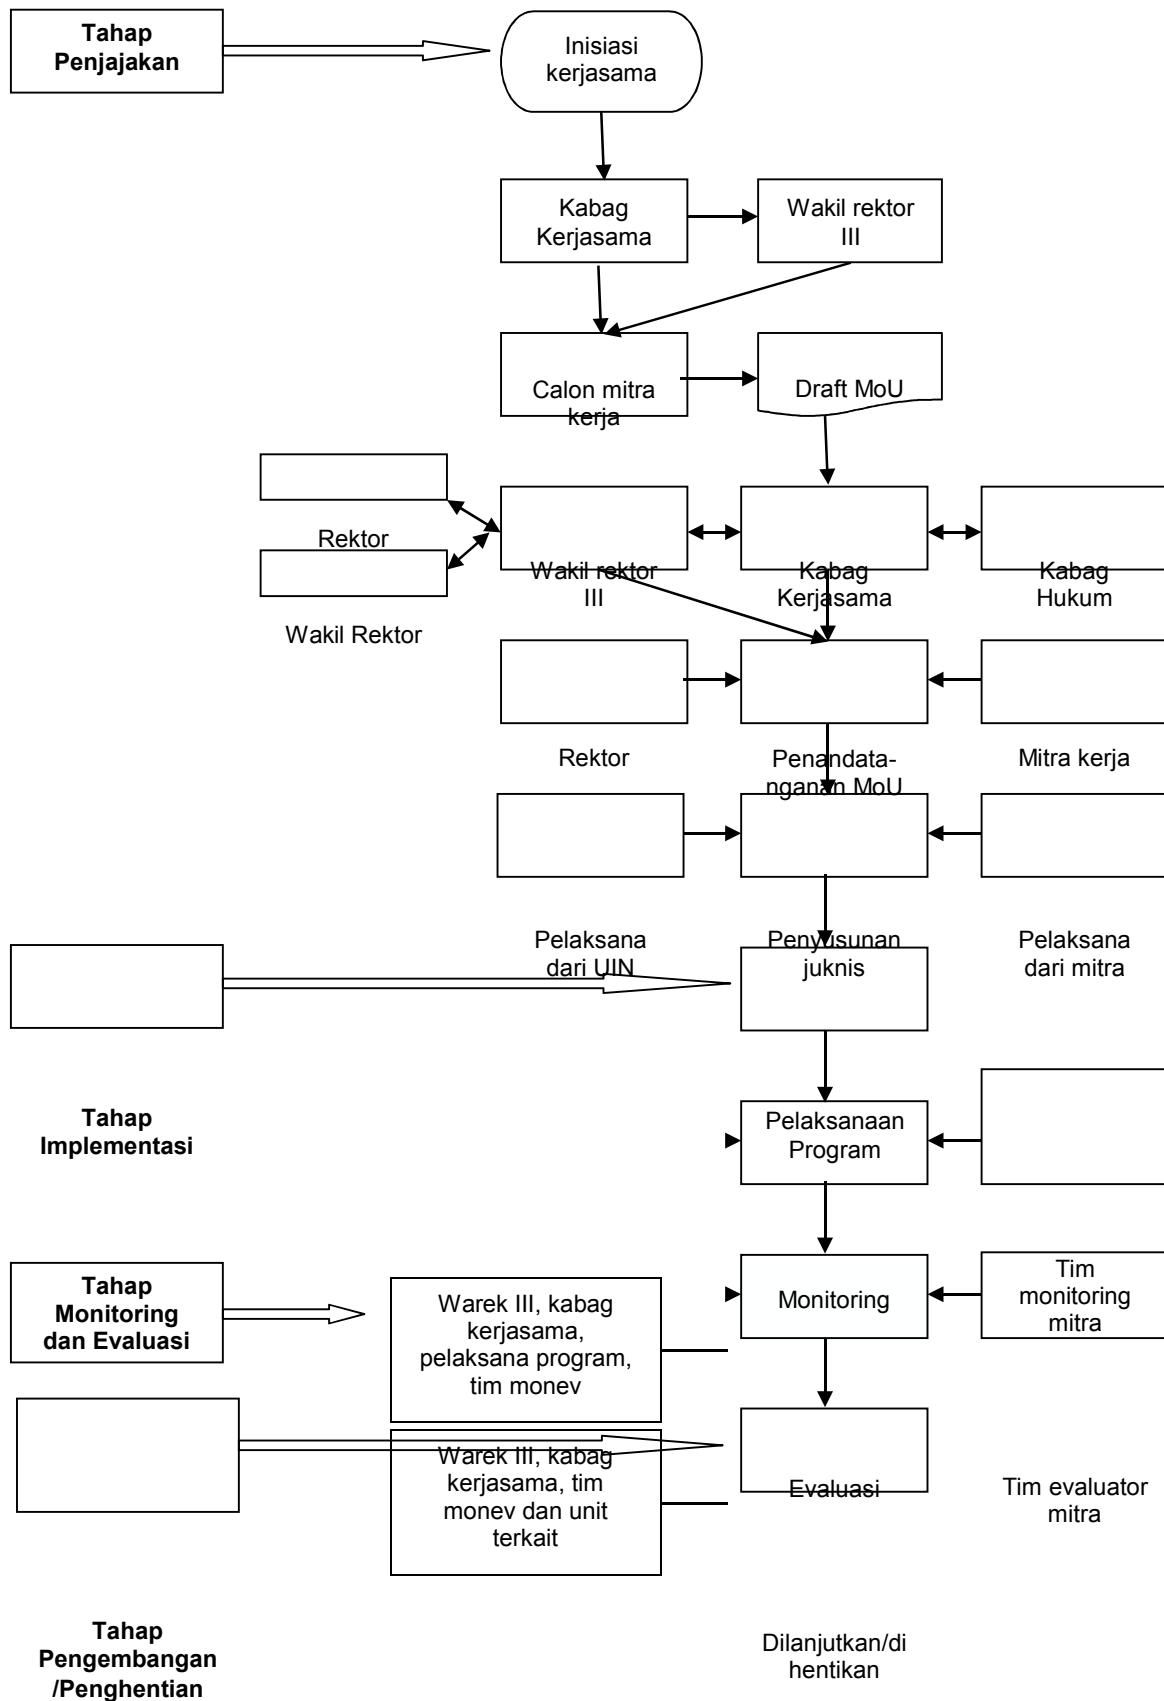 Tahap
Penjajakan
Inisiasi
kerjasama
Kabag
Kerjasama
Wakil rektor
III
Calon mitra
kerja
Draft MoU
Rektor
Wakil Rektor
Wakil rektor
III
Kabag
Kerjasama
Kabag
Hukum
Rektor
Penandata-
nganan MoU
Mitra kerja
Pelaksana
dari UIN
Penyusunan
juknis
Pelaksana
dari mitra
Tahap
Implementasi
Pelaksanaan
Program
Tahap
Monitoring
dan Evaluasi
Warek III, kabag
kerjasama,
pelaksana program,
tim monev
Monitoring
Tim
monitoring
mitra
Warek III, kabag
kerjasama, tim
monev dan unit
terkait
Evaluasi
Tim evaluator
mitra
Tahap
Pengembangan
/Penghentian
Dilanjutkan/di
hentikan